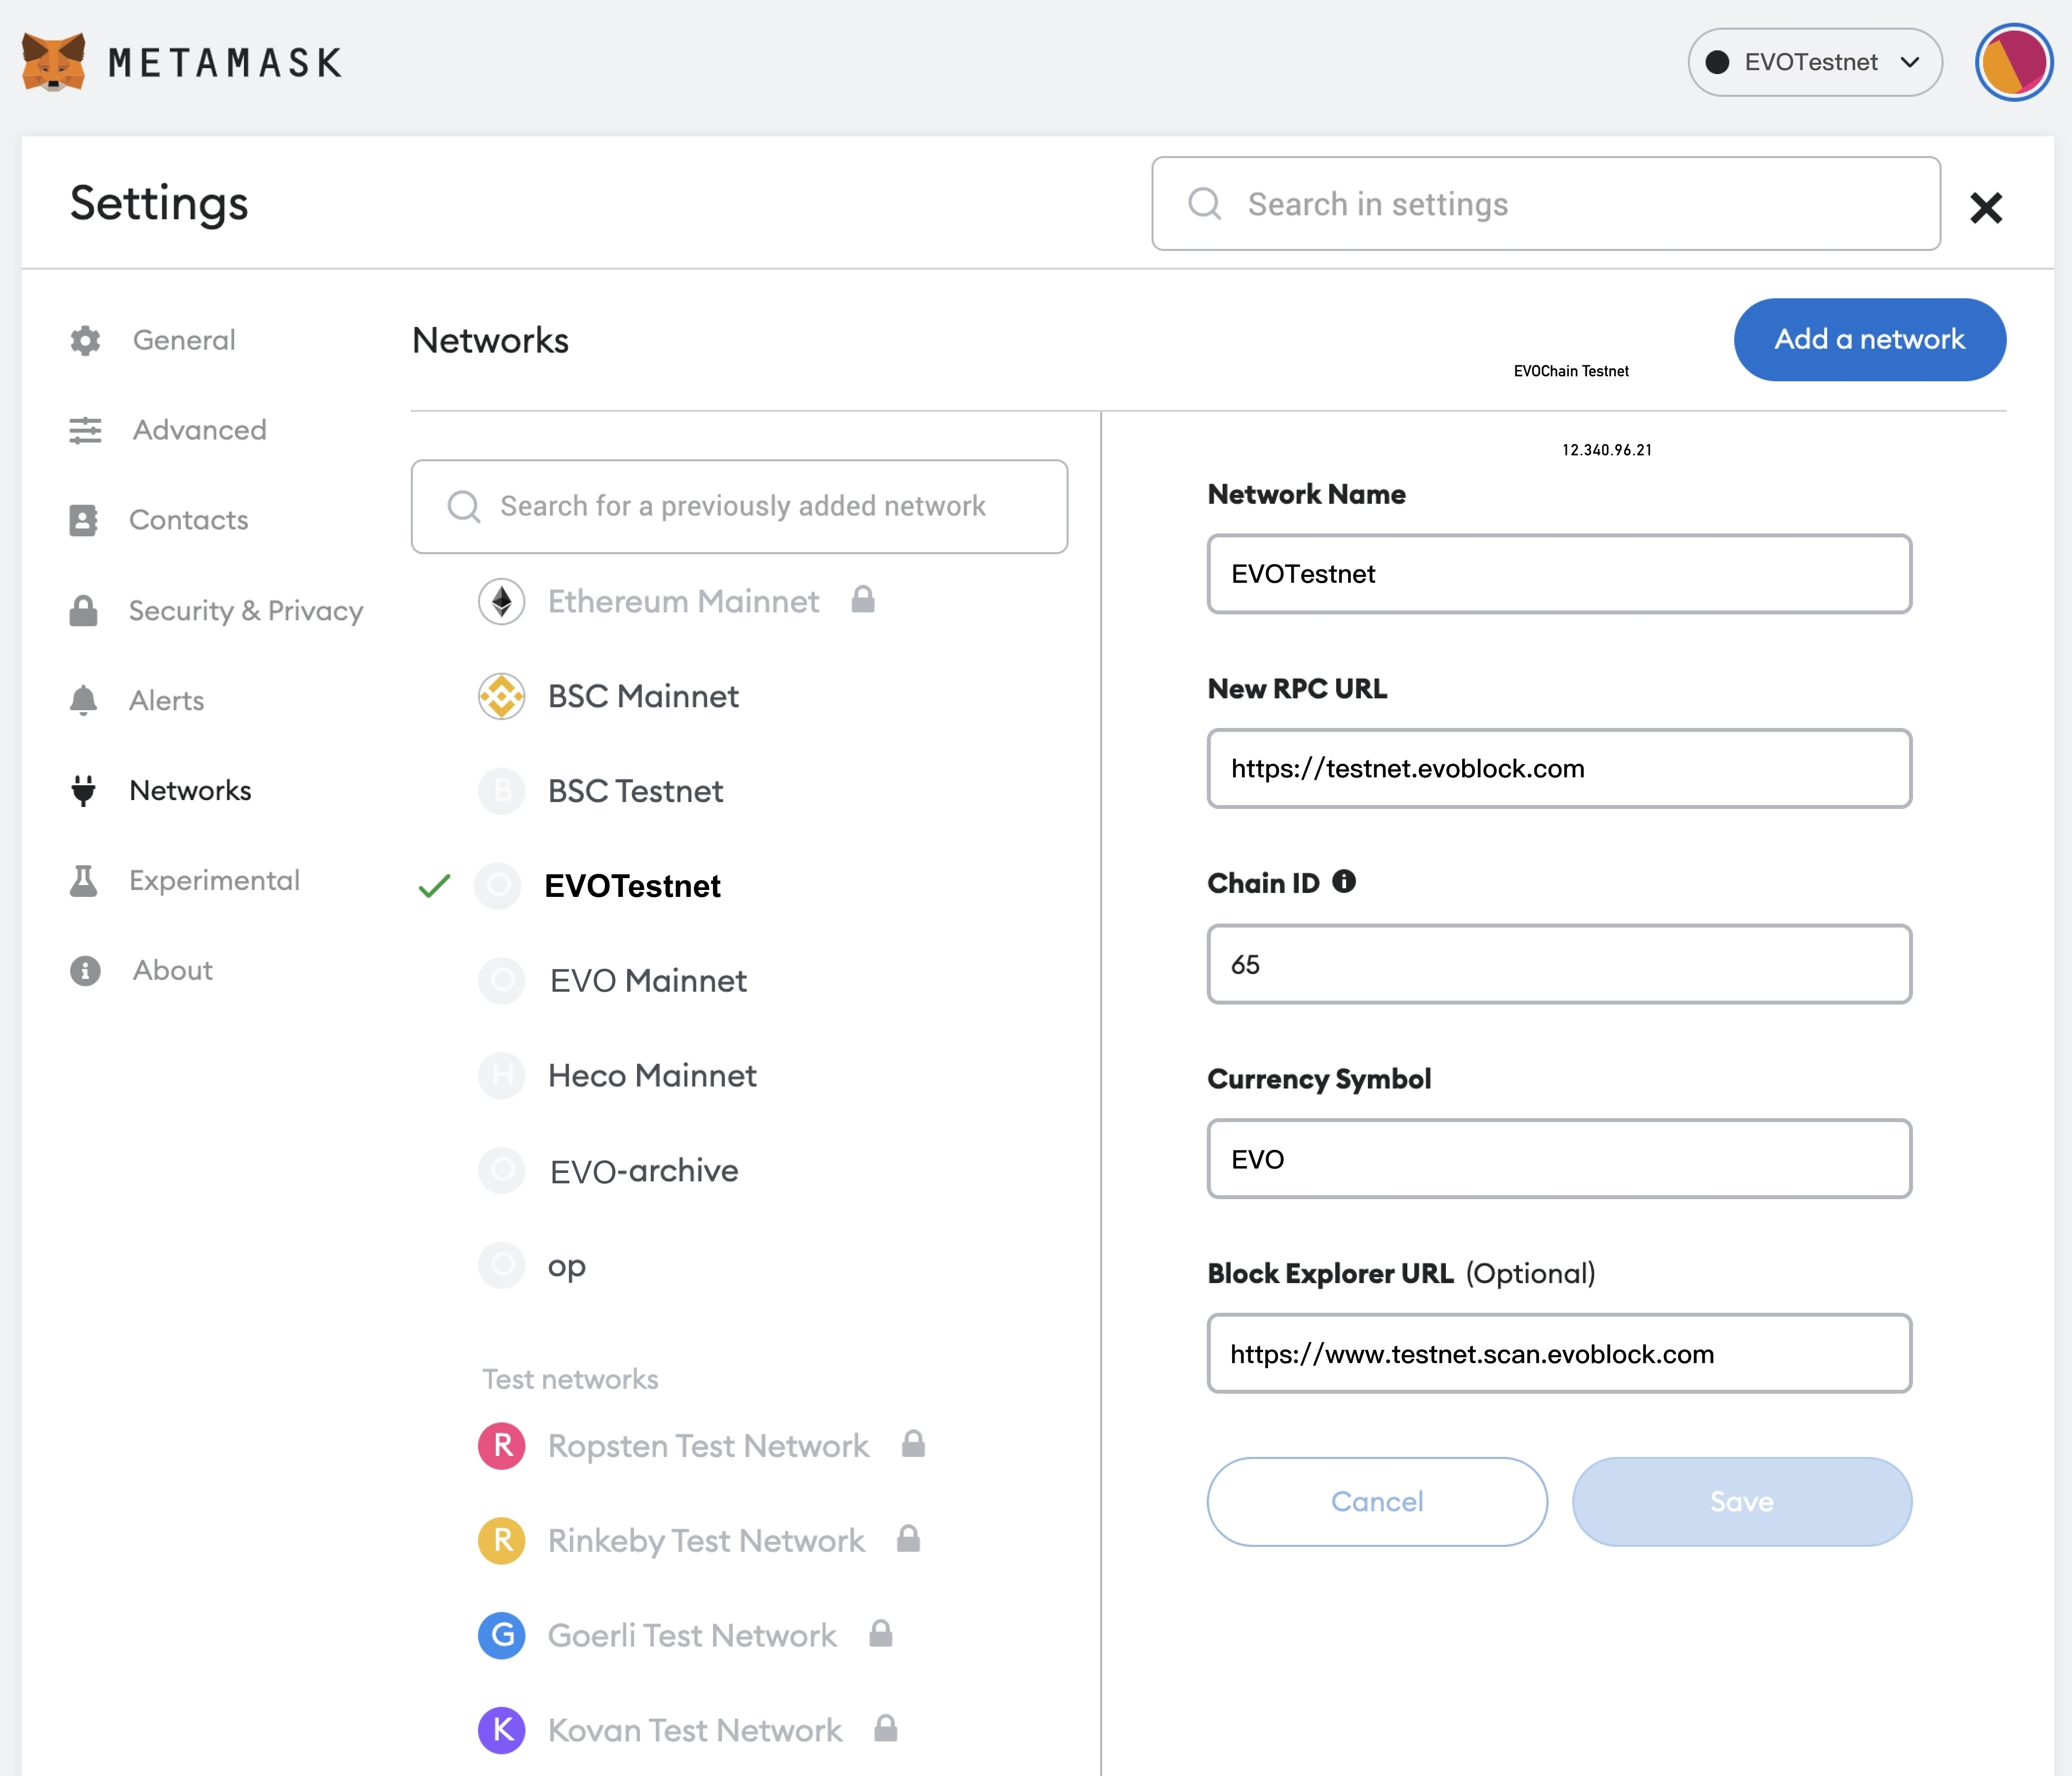 METAMASK
EVOTestnet
Settings
Search in settings
General
Advanced
Contacts
Security & Privacy
Alerts
Networks
Experimental
About
Networks
EVOChain Testnet
Add a network
Search for a previously added network
Ethereum Mainnet
BSC Mainnet
B
BSC Testnet
O
EVOTestnet
O
EVO Mainnet
H
Heco Mainnet
O
EVO-archive
O
op
Test networks
R
Ropsten Test Network
R
Rinkeby Test Network
G
Goerli Test Network
K
Kovan Test Network
12.340.96.21
Network Name
EVOTestnet
New RPC URL
https://testnet.evoblock.com
Chain ID
65
Currency Symbol
EVO
Block Explorer URL (Optional)
https://www.testnet.scan.evoblock.com
Cancel
Save